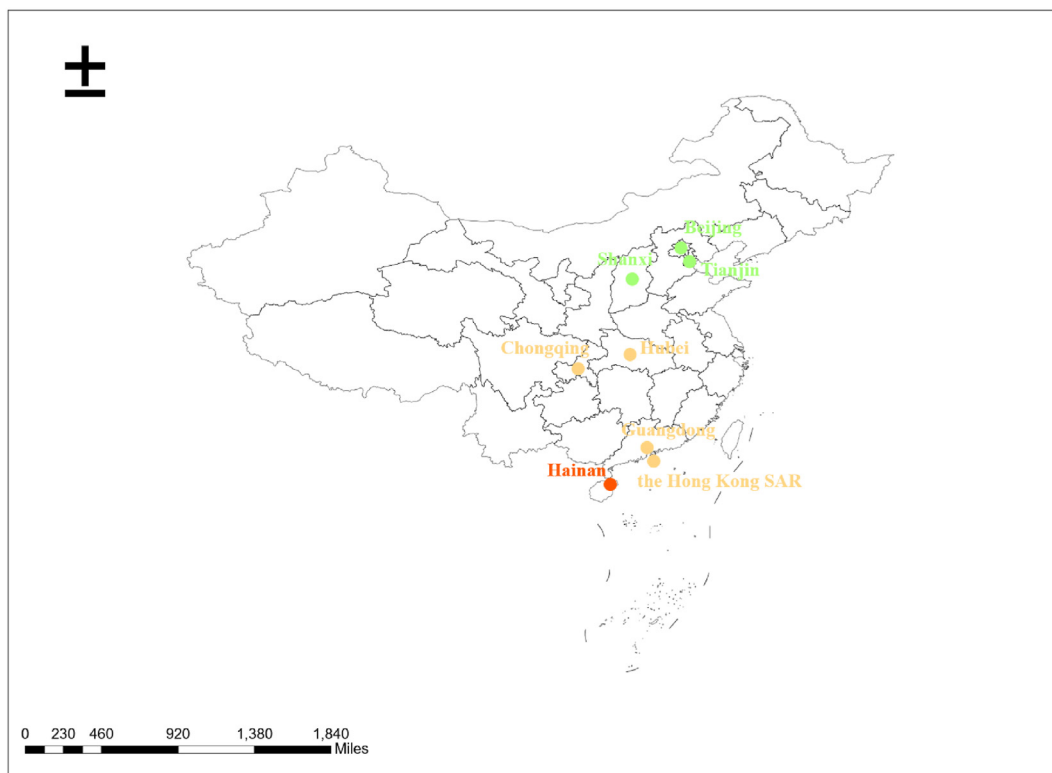 ±
Beijing
Shanxi
Tianjin
Chongqing
Hubei
Guangdong
Hainan
the Hong Kong SAR
0 230 460 920 1,380 1,840
Miles